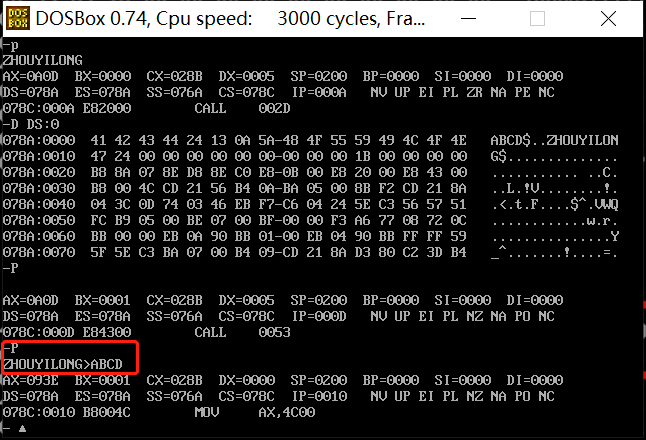 DOSBox 0.74, Cpu speed: 3000 cycles, Fra...
-p
ZHOUYILONG
AX=0A0D BX=0000 CX=028B DX=0005 SP=0200 BP=0000 SI=0000 DI=0000
DS=078A ES=078A SS=076A CS=078C IP=000A NV UP EI PL ZR NA PE NC
078C:000A E82000 CALL 002D
-D DS:0
078A:0000 41 42 43 44 24 13 0A 5A-48 4F 55 59 49 4C 4F 4E ABCD$..ZHOUYILON
078A:0010 47 24 00 00 00 00 00 00-00 00 00 1B 00 00 00 00 G$..............
078A:0020 B8 8A 07 8E D8 8E C0 E8-0B 00 E8 20 00 E8 43 00 ........... ..C.
078A:0030 B8 00 4C CD 21 56 B4 0A-BA 05 00 8B F2 CD 21 8A ..L.!V........!.
078A:0040 04 3C 0D 74 03 46 EB F7-C6 04 24 5E C3 56 57 51 .<.t.F....$^.VWQ
078A:0050 FC B9 05 00 BE 07 00 BF-00 00 F3 A6 77 08 72 0C ............w.r.
078A:0060 BB 00 00 EB 0A 90 BB 01-00 EB 04 90 BB FF FF 59 ...............Y
078A:0070 5F 5E C3 BA 07 00 B4 09-CD 21 8A D3 80 C2 3D B4 _^.......!....=.
-P
AX=0A0D BX=0001 CX=028B DX=0005 SP=0200 BP=0000 SI=0000 DI=0000
DS=078A ES=078A SS=076A CS=078C IP=000D NV UP EI PL NZ NA PO NC
078C:000D E84300 CALL 0053
-P
ZHOUYILONG>ABCD
AX=093E BX=0001 CX=028B DX=0000 SP=0200 BP=0000 SI=0000 DI=0000
DS=078A ES=078A SS=076A CS=078C IP=0010 NV UP EI PL NZ NA PO NC
078C:0010 B8004C MOV AX,4C00
-